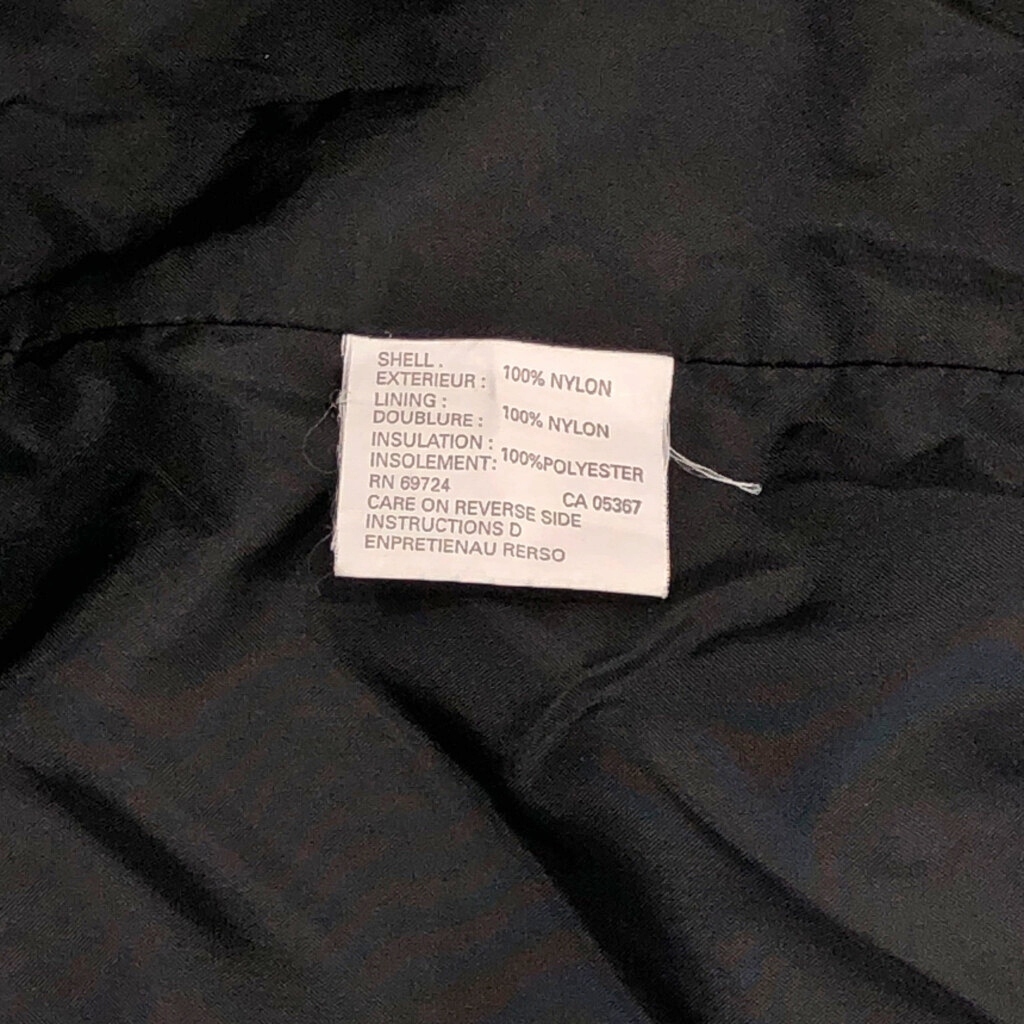 SHELL.
EXTERIEUR: 100% NYLON
LINING:
DOUBLURE: 100% NYLON
INSULATION:
INSOLEMENT: 100%POLYESTER
RN 69724 CA 05367
CARE ON REVERSE SIDE
INSTRUCTIONS D
ENPRETIENAU RERSO